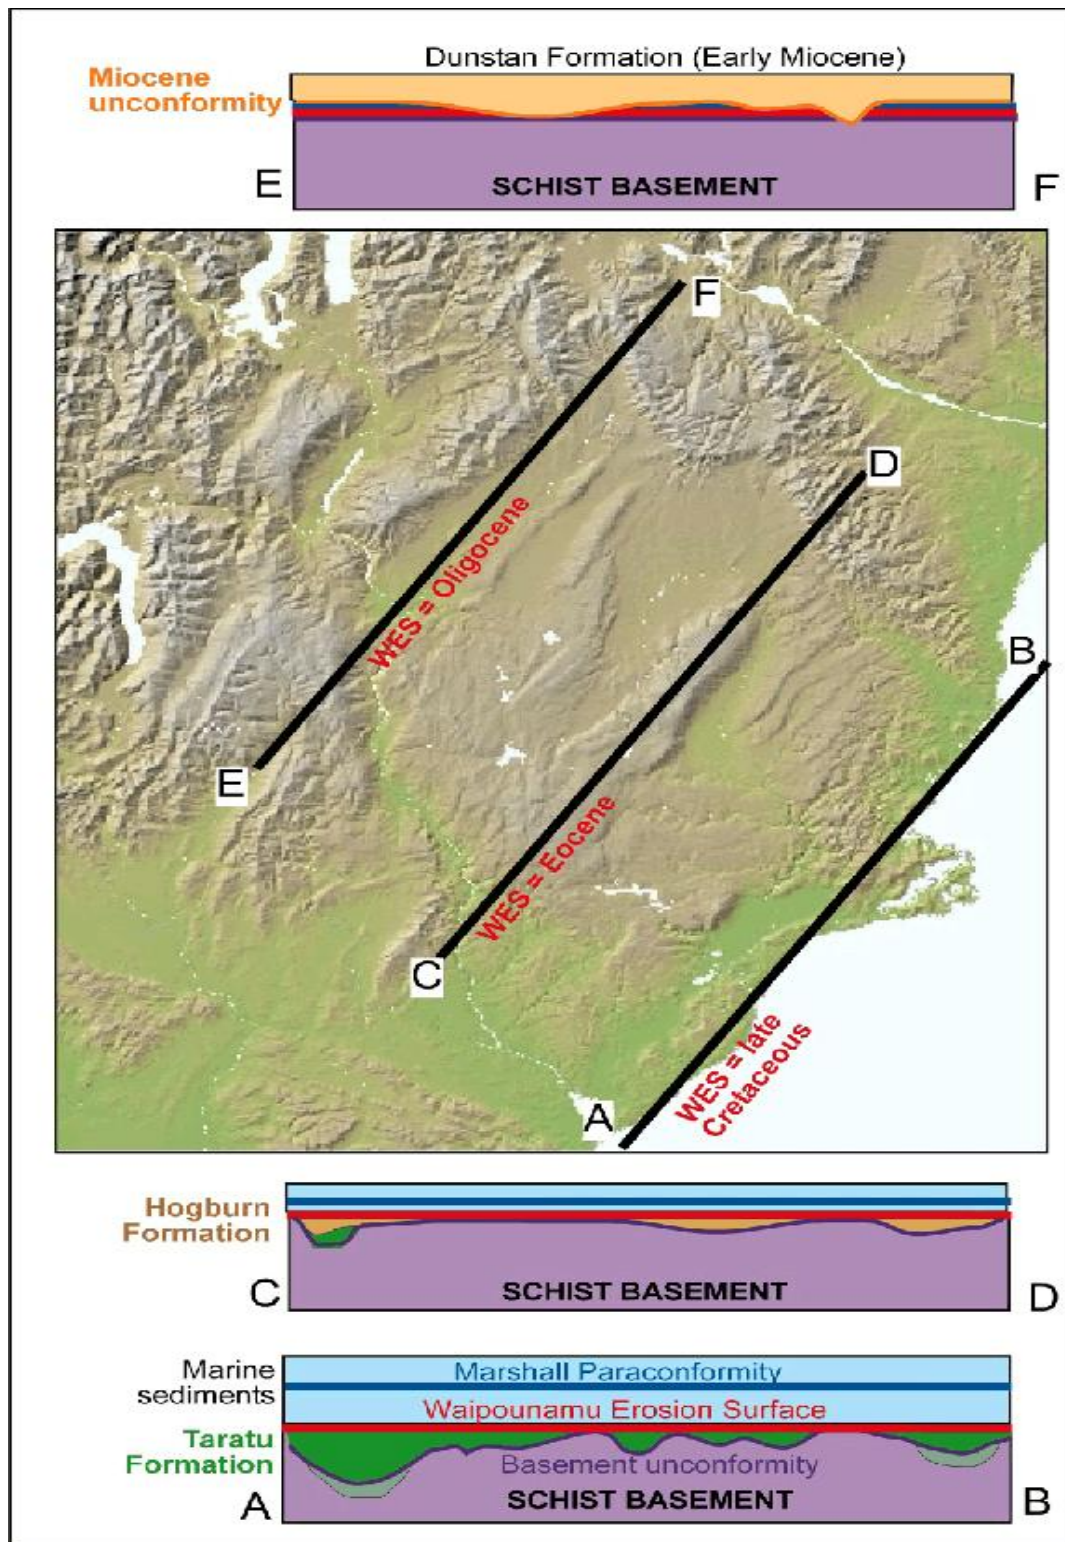 Dunstan Formation (Early Miocene)
Miocene
unconformity
SCHIST BASEMENT
E
F
F
D
WES = Oligocene
B
E
WES = Eocene
C
WES = late
Cretaceous
A
Hogburn
Formation
SCHIST BASEMENT
C
D
Marine
sediments
Marshall Paraconformity
Waipounamu Erosion Surface
Taratu
Formation
Basement unconformity
SCHIST BASEMENT
A
B